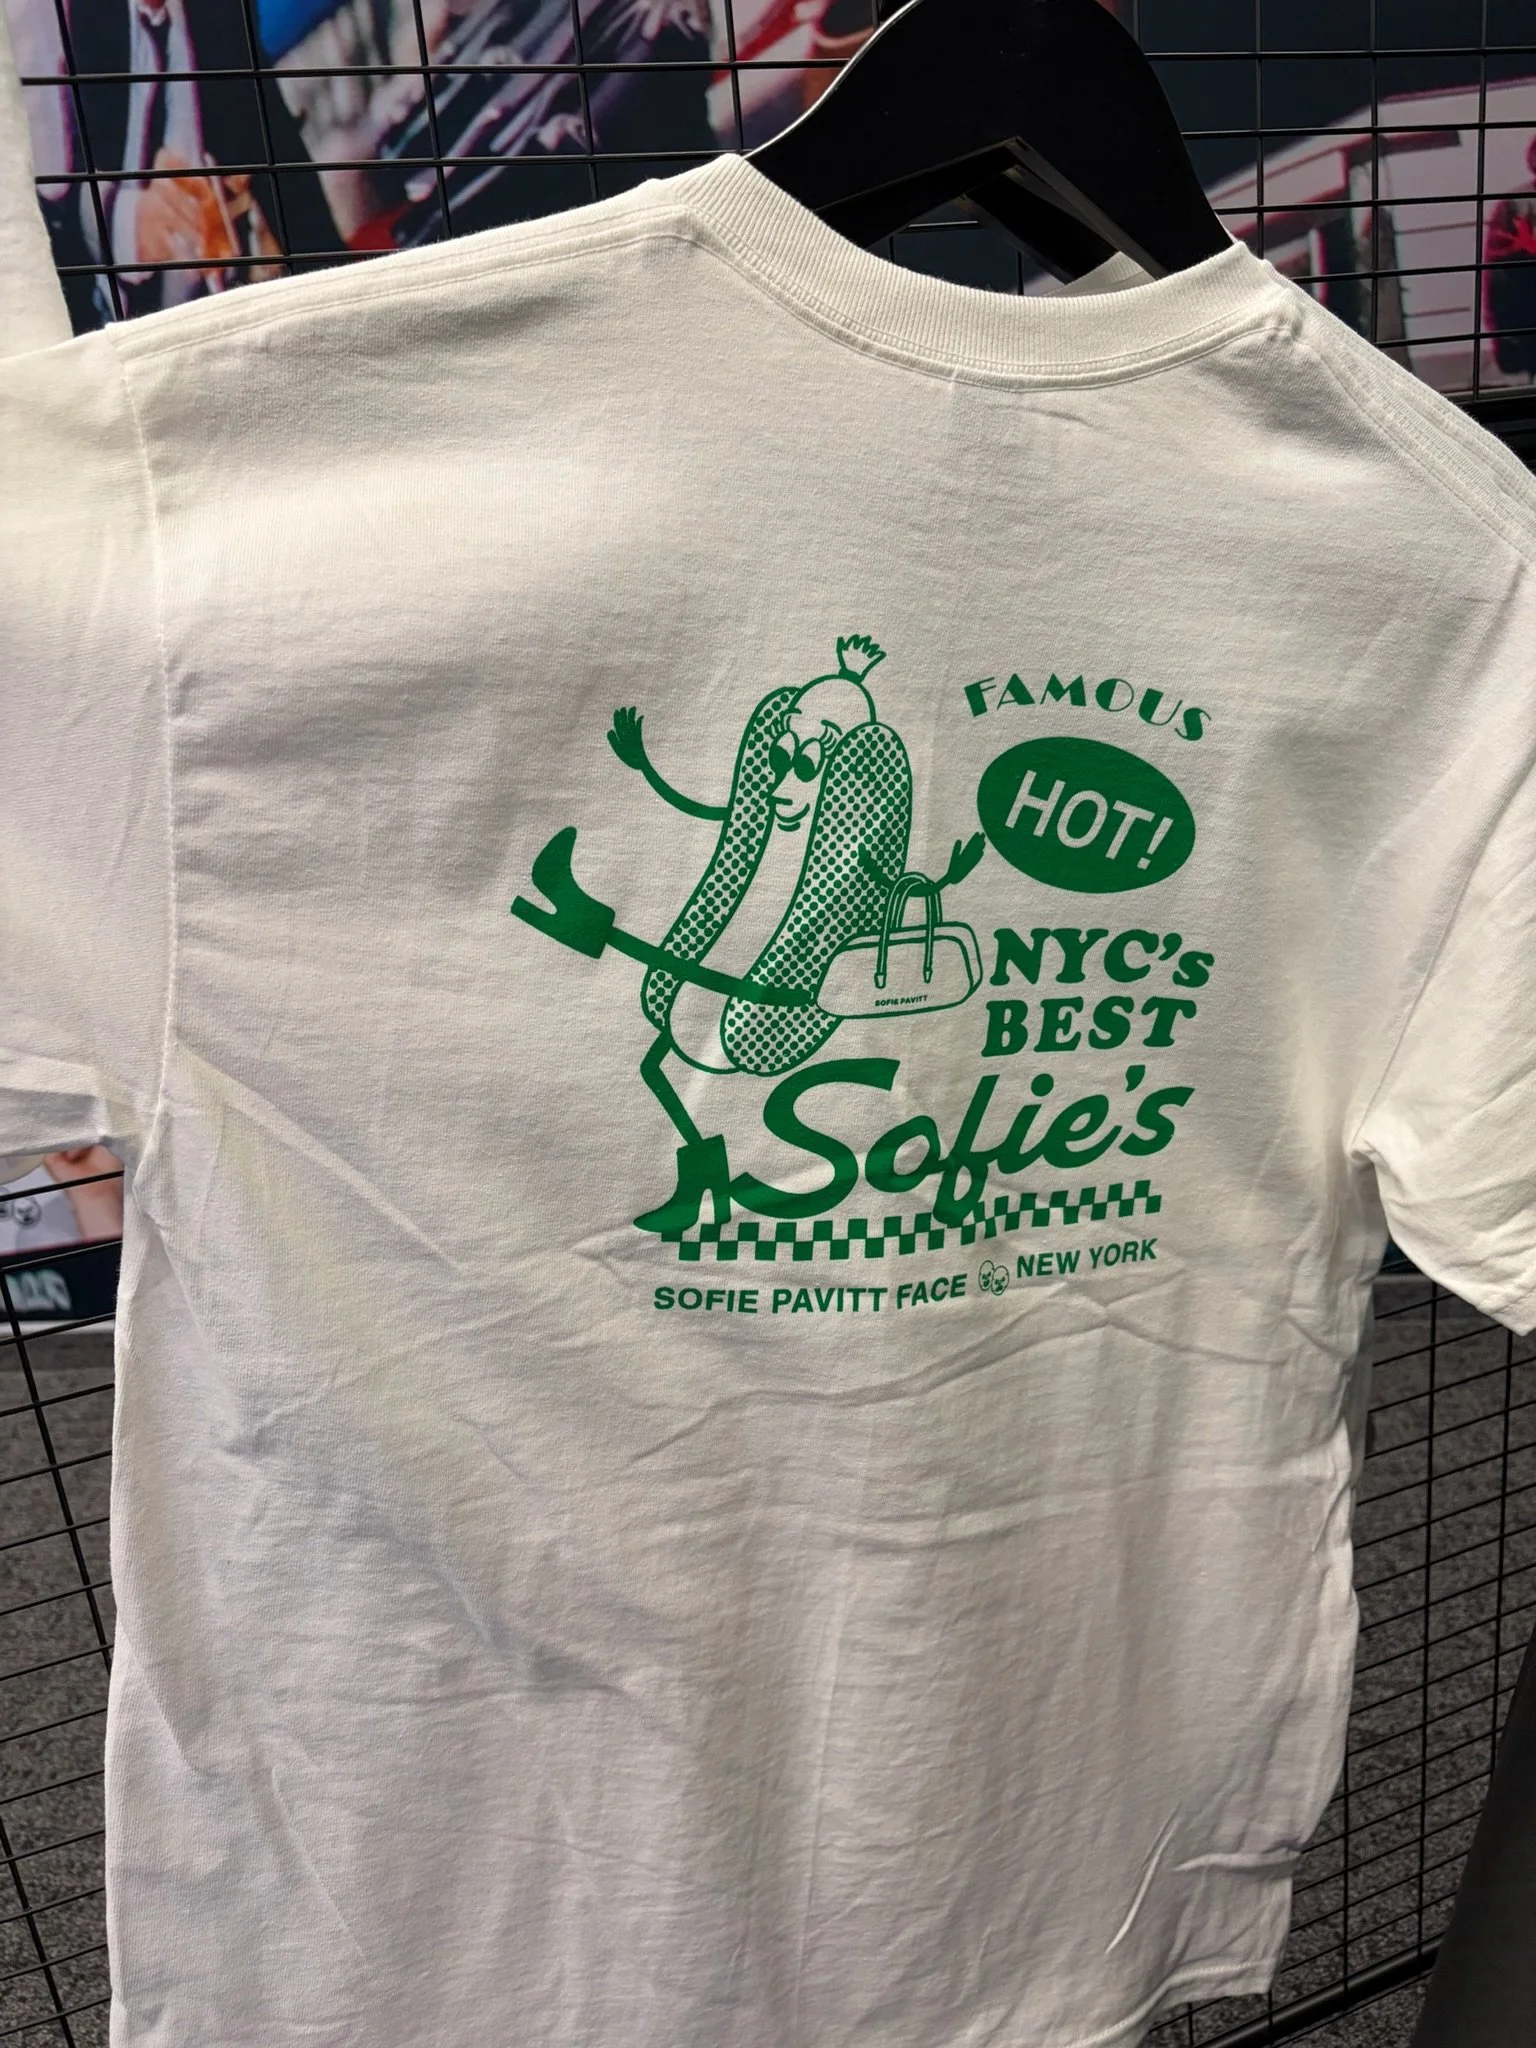 FAMOUS
HOT!
NYC's
BEST
Sofie's
SOFIE PAVITT
SOFIE PAVITT FACE NEW YORK